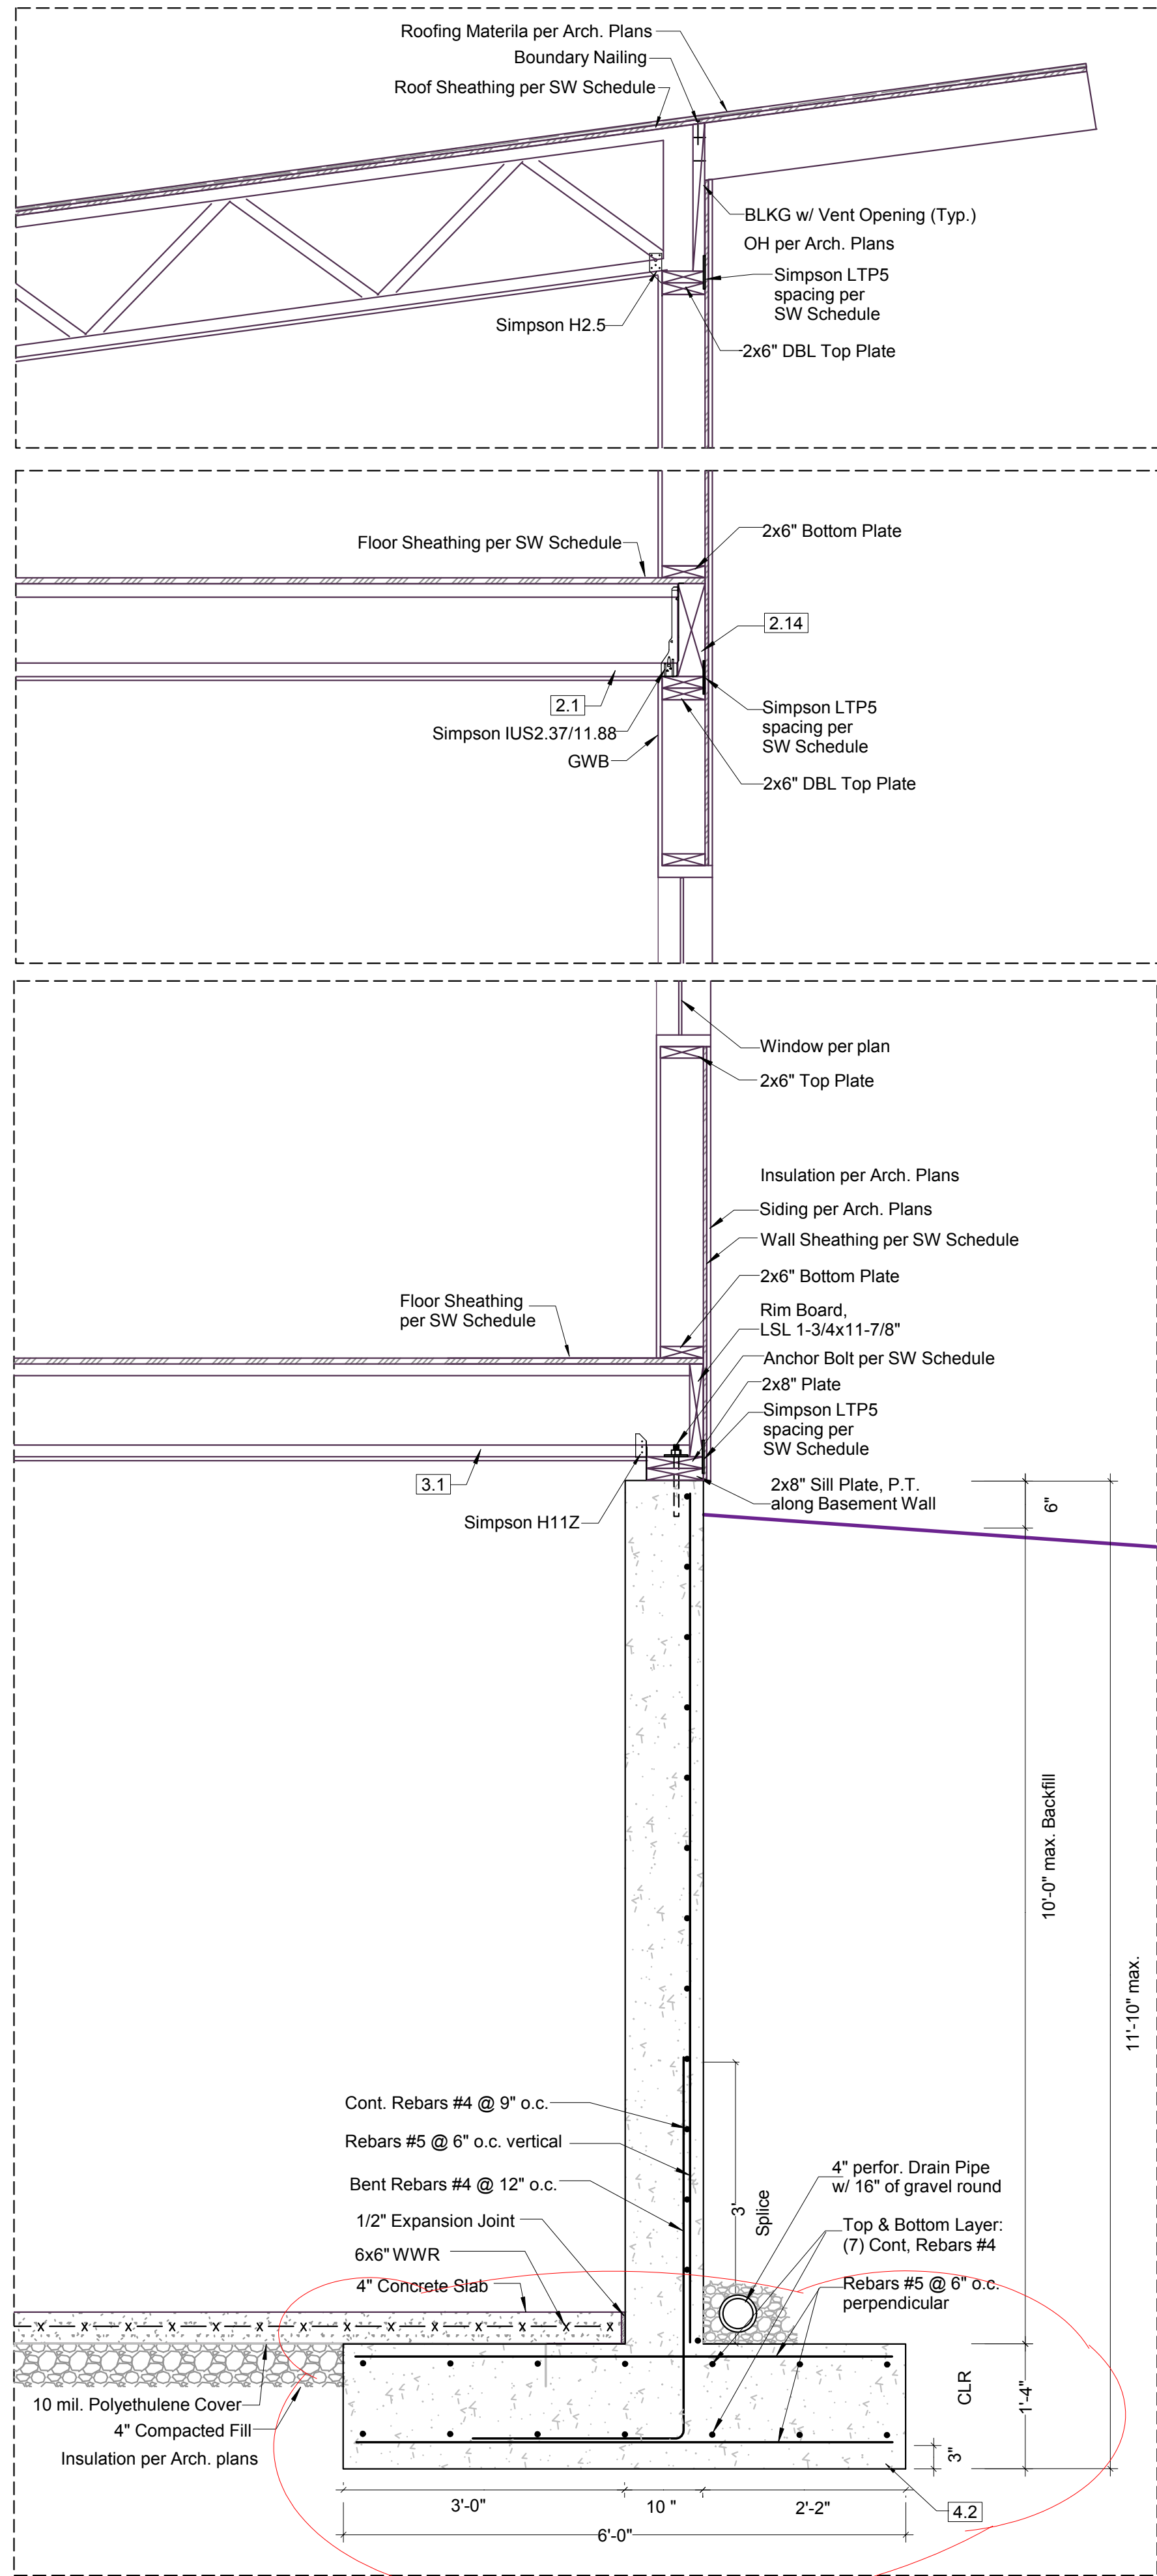 Roofing Materila per Arch. Plans
Boundary Nailing
Roof Sheathing per SW Schedule
BLKG w/ Vent Opening (Typ.)
OH per Arch. Plans
Simpson LTP5
spacing per
SW Schedule
Simpson H2.5
2x6" DBL Top Plate
2x6" Bottom Plate
Floor Sheathing per SW Schedule
2.14
2.1
Simpson IUS2.37/11.88
GWB
Simpson LTP5
spacing per
SW Schedule
2x6" DBL Top Plate
Window per plan
2x6" Top Plate
Insulation per Arch. Plans
Siding per Arch. Plans
Wall Sheathing per SW Schedule
2x6" Bottom Plate
Floor Sheathing
per SW Schedule
Rim Board,
LSL 1-3/4x11-7/8"
Anchor Bolt per SW Schedule
2x8" Plate
Simpson LTP5
spacing per
SW Schedule
3.1
2x8" Sill Plate, P.T.
along Basement Wall
Simpson H11Z
6"
10'-0" max. Backfill
11'-10" max.
Cont. Rebars #4 @ 9" o.c.
Rebars #5 @ 6" o.c. vertical
Bent Rebars #4 @ 12" o.c.
1/2" Expansion Joint
6x6" WWR
4" Concrete Slab
3'
Splice
4" perfor. Drain Pipe
w/ 16" of gravel round
Top & Bottom Layer:
(7) Cont, Rebars #4
Rebars #5 @ 6" o.c.
perpendicular
x x x x x x x x x x x x x x
10 mil. Polyethulene Cover
4" Compacted Fill
Insulation per Arch. plans
CLR
1'-4"
3"
3'-0"
10 "
2'-2"
4.2
6'-0"